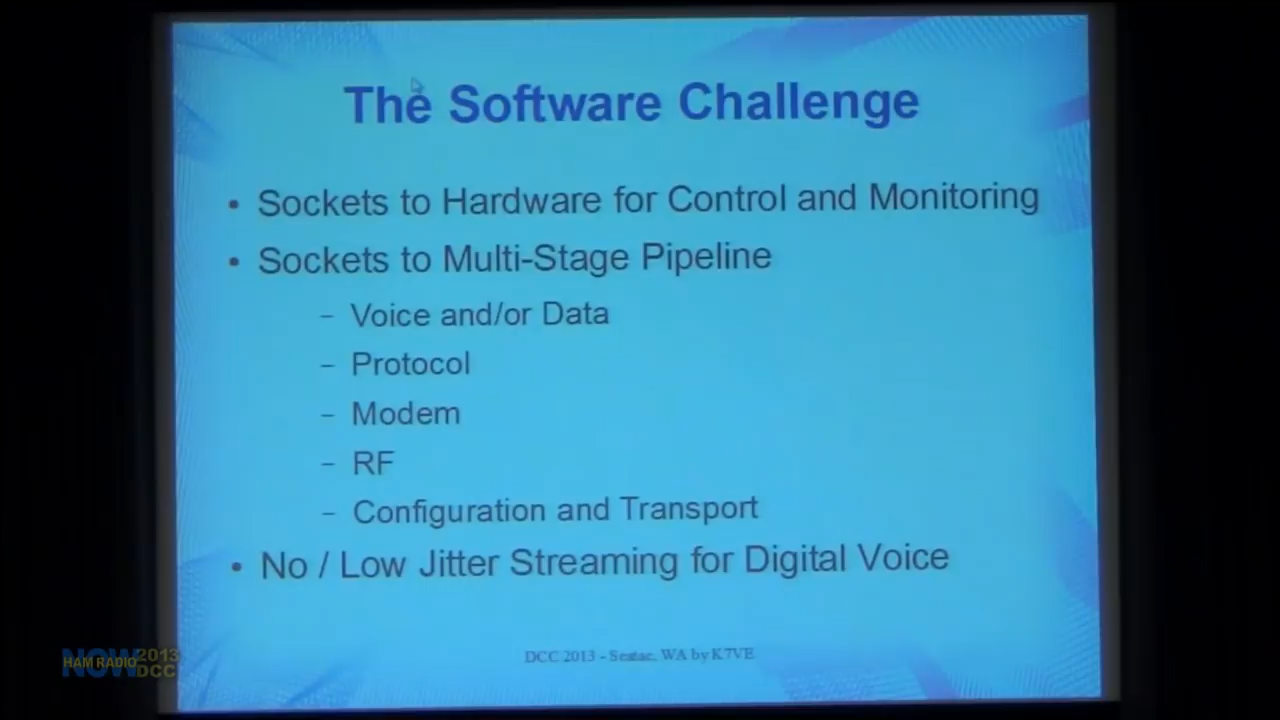 The Software Challenge
• Sockets to Hardware for Control and Monitoring
• Sockets to Multi-Stage Pipeline
– Voice and/or Data
– Protocol
– Modem
– RF
– Configuration and Transport
• No / Low Jitter Streaming for Digital Voice
DCC 2013 - Seatac, WA by K7VE
HAM RADIO NOW 2013 DCC